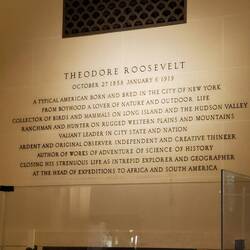 THEODORE ROOSEVELT
OCTOBER 27 1858 JANUARY 6 1919
A TYPICAL AMERICAN BORN AND BRED IN THE CITY OF NEW YORK
FROM BOYHOOD A LOVER OF NATURE AND OUTDOOR LIFE
COLLECTOR OF BIRDS AND MAMMALS ON LONG ISLAND AND THE HUDSON VALLEY
RANCHMAN AND HUNTER ON RUGGED WESTERN PLAINS AND MOUNTAINS
VALIANT LEADER IN CITY STATE AND NATION
ARDENT AND ORIGINAL OBSERVER INDEPENDENT AND CREATIVE THINKER
AUTHOR OF WORKS OF ADVENTURE OF SCIENCE OF HISTORY
CLOSING HIS STRENUOUS LIFE AS INTREPID EXPLORER AND GEOGRAPHER
AT THE HEAD OF EXPEDITIONS TO AFRICA AND SOUTH AMERICA